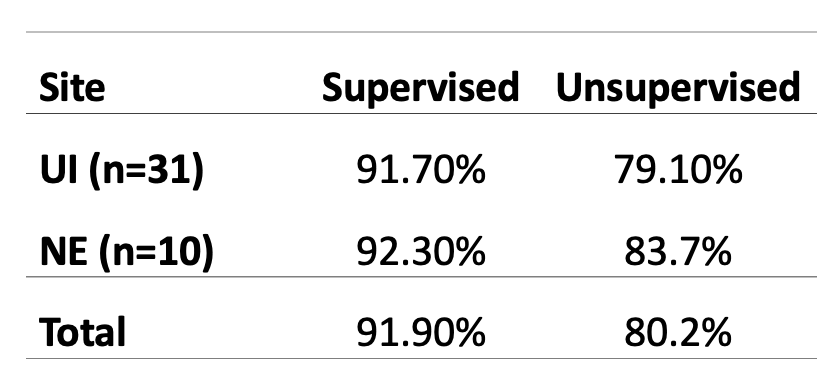 Site Supervised Unsupervised
UI (n=31) 91.70% 79.10%
NE (n=10) 92.30% 83.7%
Total 91.90% 80.2%